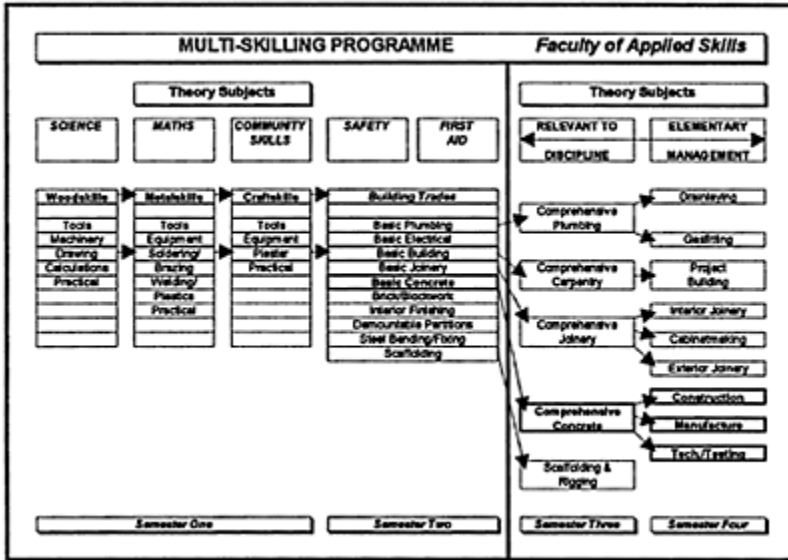 MULTI-SKILLING PROGRAMME
Faculty of Applied Skills
Theory Subjects
Theory Subjects
SCIENCE
MATHS
COMMUNITY
SKILLS
SAFETY
FIRST
AID
RELEVANT TO
DISCIPLINE
ELEMENTARY
MANAGEMENT
Woodskills
Tools
Machinery
Drawing
Calculations
Practical
Metalskills
Tools
Equipment
Soldering/
Brazing
Welding/
Plastics
Practical
Craftskills
Tools
Equipment
Plaster
Practical
Building Trades
Basic Plumbing
Basic Electrical
Basic Building
Basic Joinery
Basic Concrete
Brick/Blockwork
Interior Finishing
Demountable Partitions
Steel Bending/Fixing
Scaffolding
Comprehensive
Plumbing
Comprehensive
Carpentry
Comprehensive
Joinery
Comprehensive
Concrete
Scaffolding &
Rigging
Drainlaying
Gasfitting
Project
Building
Interior Joinery
Cabinetmaking
Exterior Joinery
Construction
Manufacture
Tech./Testing
Semester One
Semester Two
Semester Three
Semester Four